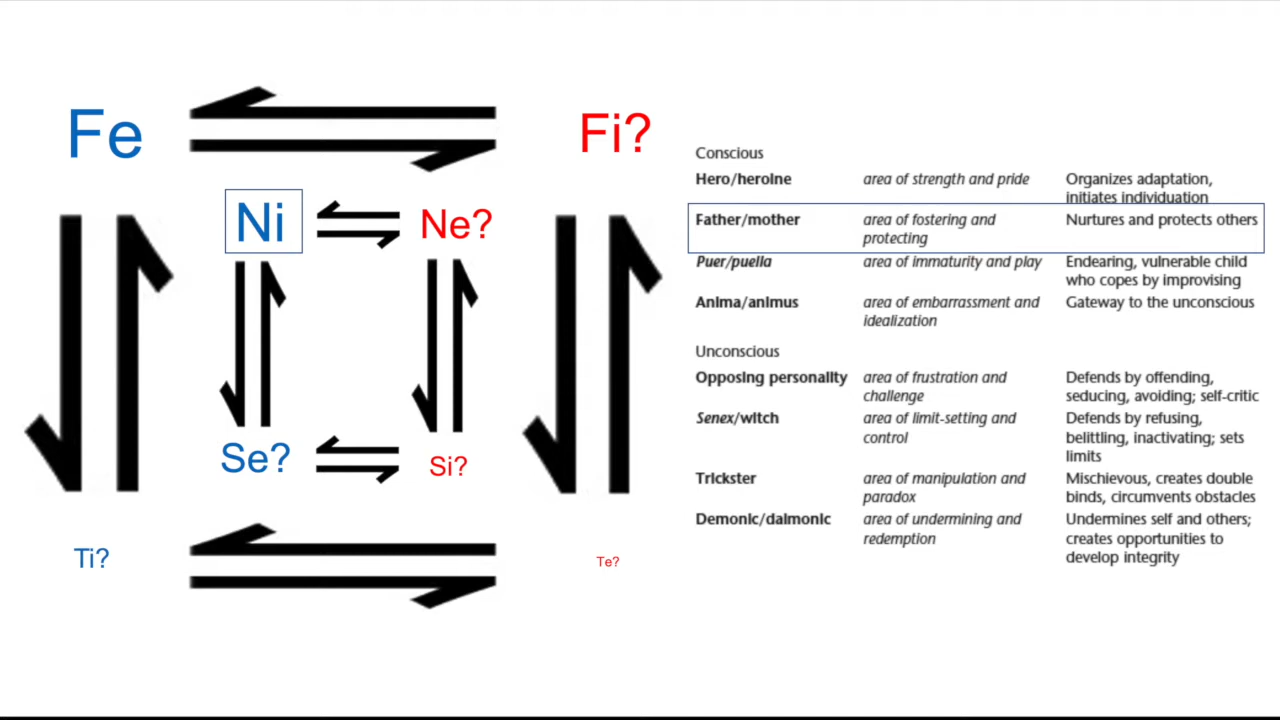 Fe
Fi?
Ni
Ne?
Se?
Si?
Ti?
Te?
Conscious
Hero/heroine area of strength and pride Organizes adaptation,
initiates individuation
Father/mother area of fostering and Nurtures and protects others
protecting
Puer/puella area of immaturity and play Endearing, vulnerable child
who copes by improvising
Anima/animus area of embarrassment and Gateway to the unconscious
idealization
Unconscious
Opposing personality area of frustration and Defends by offending,
challenge seducing, avoiding; self-critic
Senex/witch area of limit-setting and Defends by refusing,
control belittling, inactivating; sets
limits
Trickster area of manipulation and Mischievous, creates double
paradox binds, circumvents obstacles
Demonic/daimonic area of undermining and Undermines self and others;
redemption creates opportunities to
develop integrity